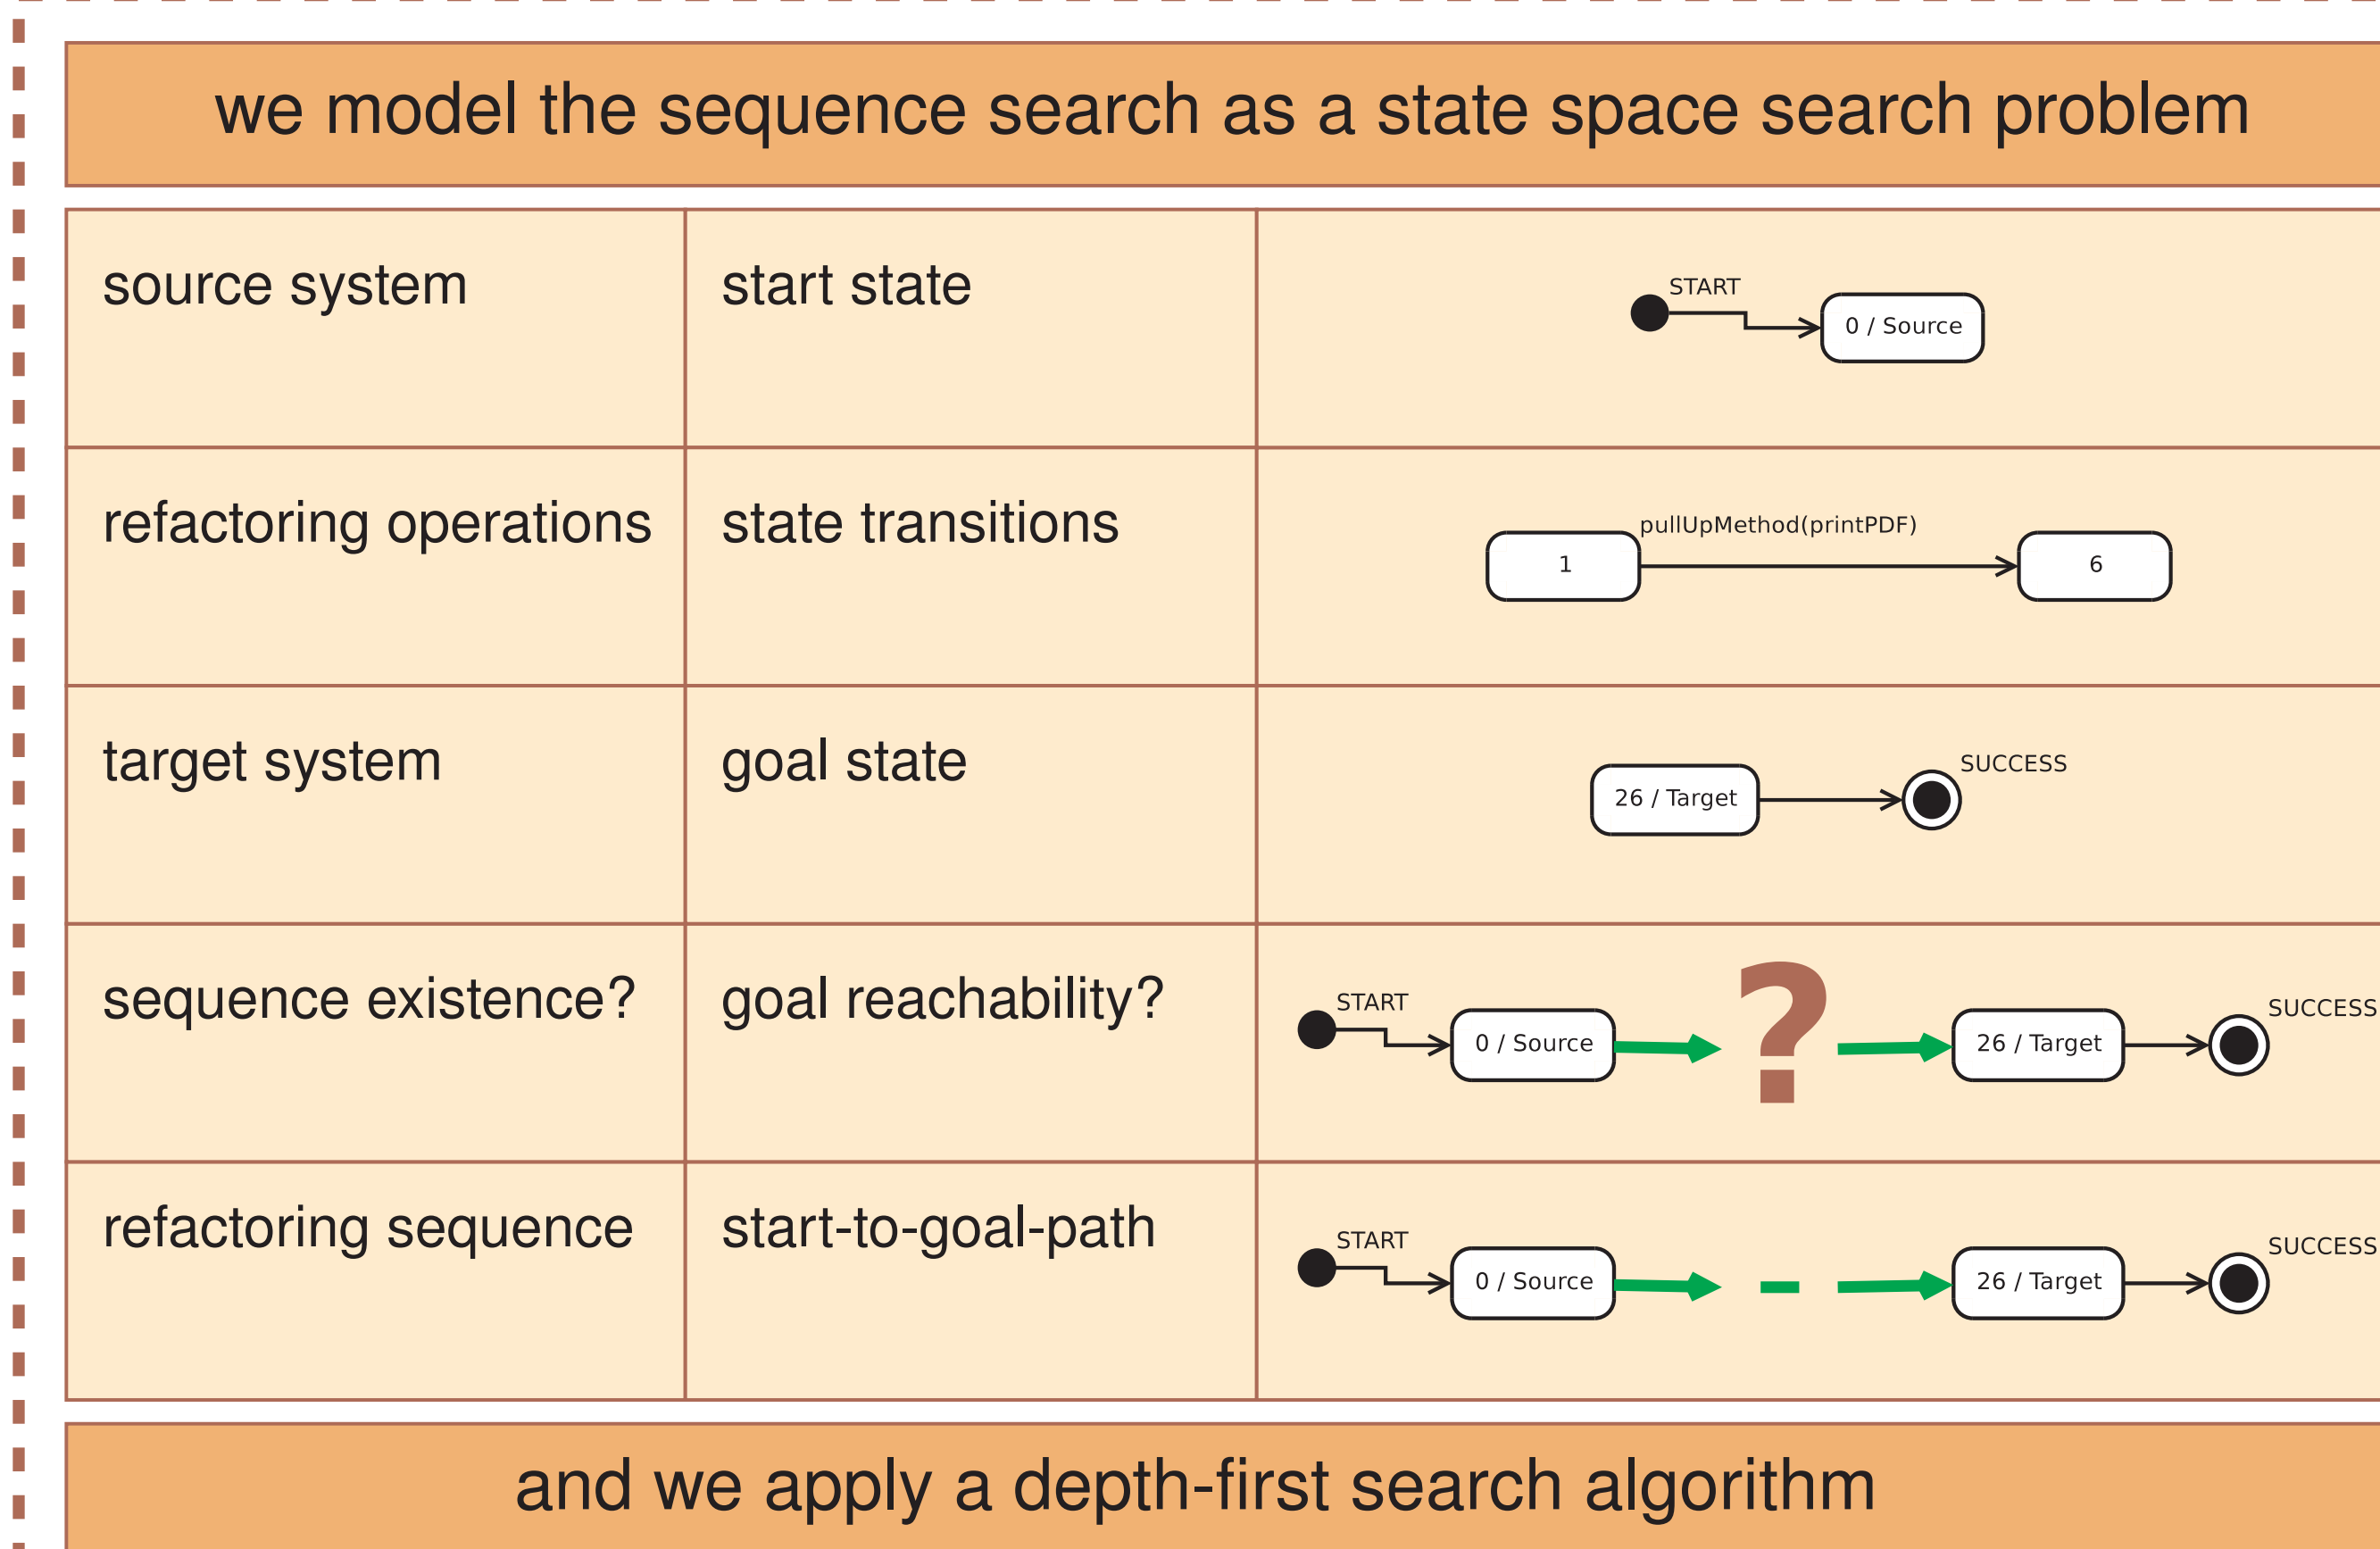 we model the sequence search as a state space search problem
source system
start state
START
0 / Source
refactoring operations
state transitions
pullUpMethod(printPDF)
1
6
target system
goal state
SUCCESS
26 / Target
sequence existence?
goal reachability?
START
0 / Source
?
26 / Target
SUCCESS
refactoring sequence
start-to-goal-path
START
0 / Source
26 / Target
SUCCESS
and we apply a depth-first search algorithm